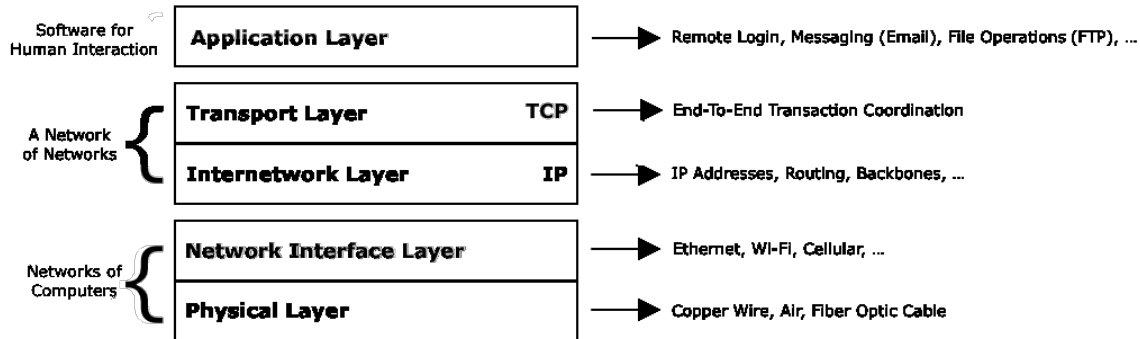 Software for
Human Interaction
Application Layer
Remote Login, Messaging (Email), File Operations (FTP), ...
A Network
of Networks
Transport Layer TCP
End-To-End Transaction Coordination
Internetwork Layer IP
IP Addresses, Routing, Backbones, ...
Networks of
Computers
Network Interface Layer
Ethernet, Wi-Fi, Cellular, ...
Physical Layer
Copper Wire, Air, Fiber Optic Cable